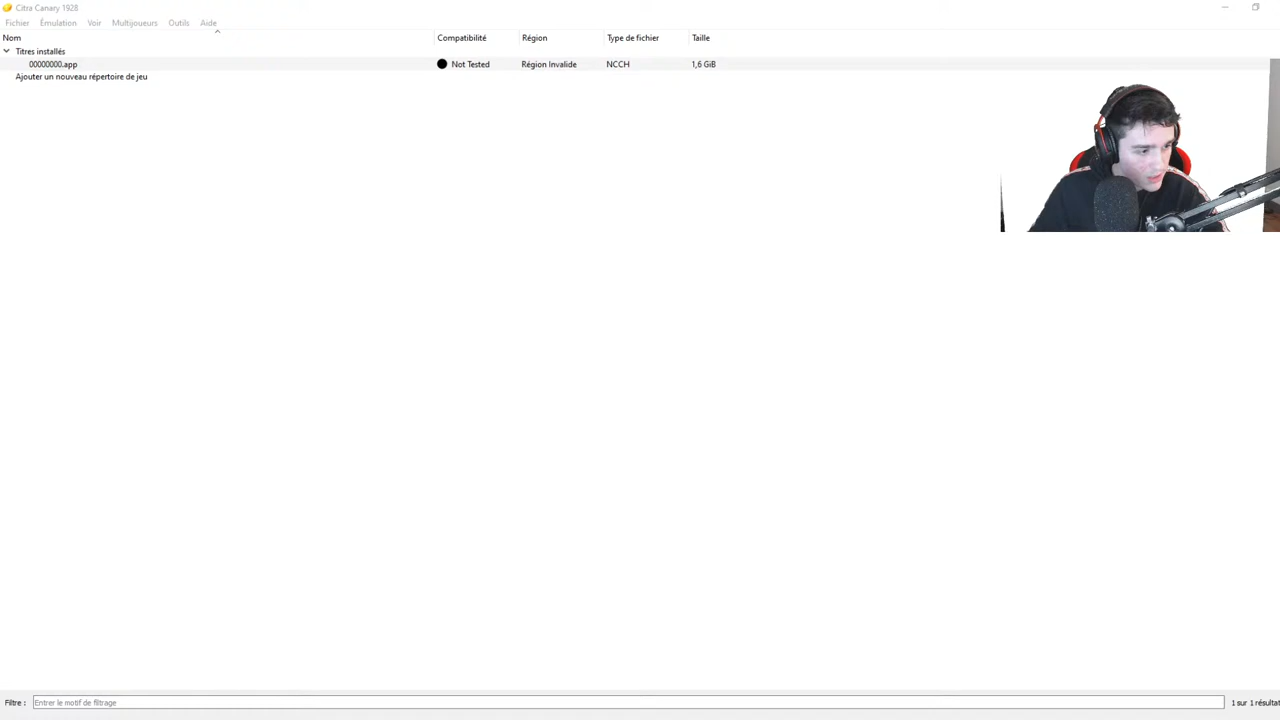 Citra Canary 1928
Fichier Émulation Voir Multijoueurs Outils Aide
Nom Compatibilité Région Type de fichier Taille
Titres installés
00000000.app Not Tested Région Invalide NCCH 1,6 GiB
Ajouter un nouveau répertoire de jeu
Filtre : Entrer le motif de filtrage 1 sur 1 résultat